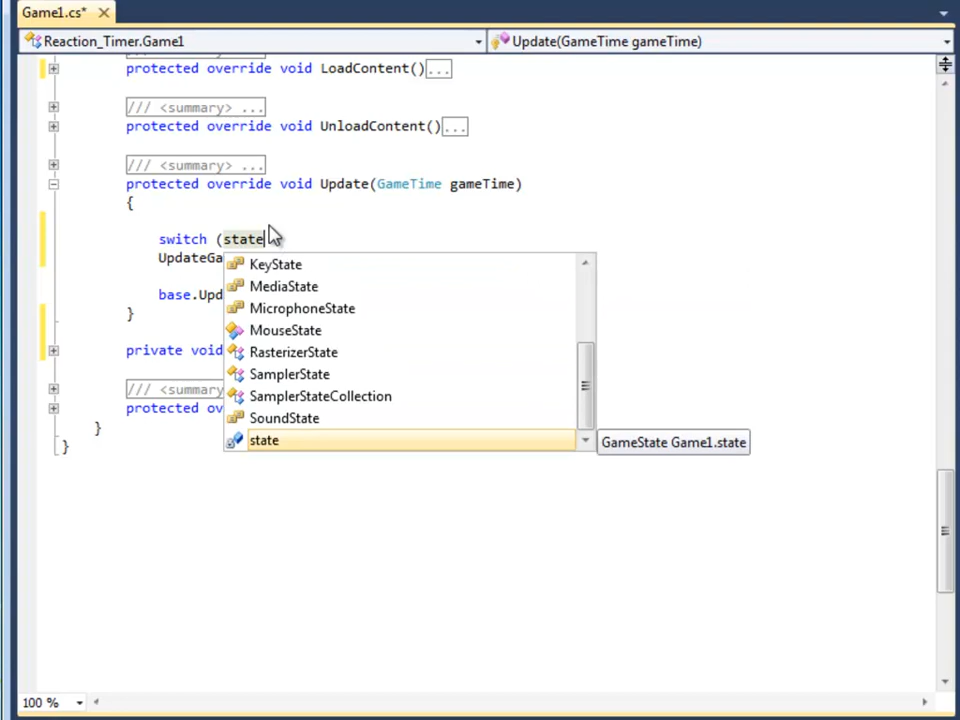 Game1.cs*
Reaction_Timer.Game1
Update(GameTime gameTime)
protected override void LoadContent()...
/// <summary> ...
protected override void UnloadContent()...
/// <summary> ...
protected override void Update(GameTime gameTime)
{
switch (state
UpdateGa
base.Upd
}
private void
/// <summary
protected ov
}
}
KeyState
MediaState
MicrophoneState
MouseState
RasterizerState
SamplerState
SamplerStateCollection
SoundState
state
GameState Game1.state
100 %